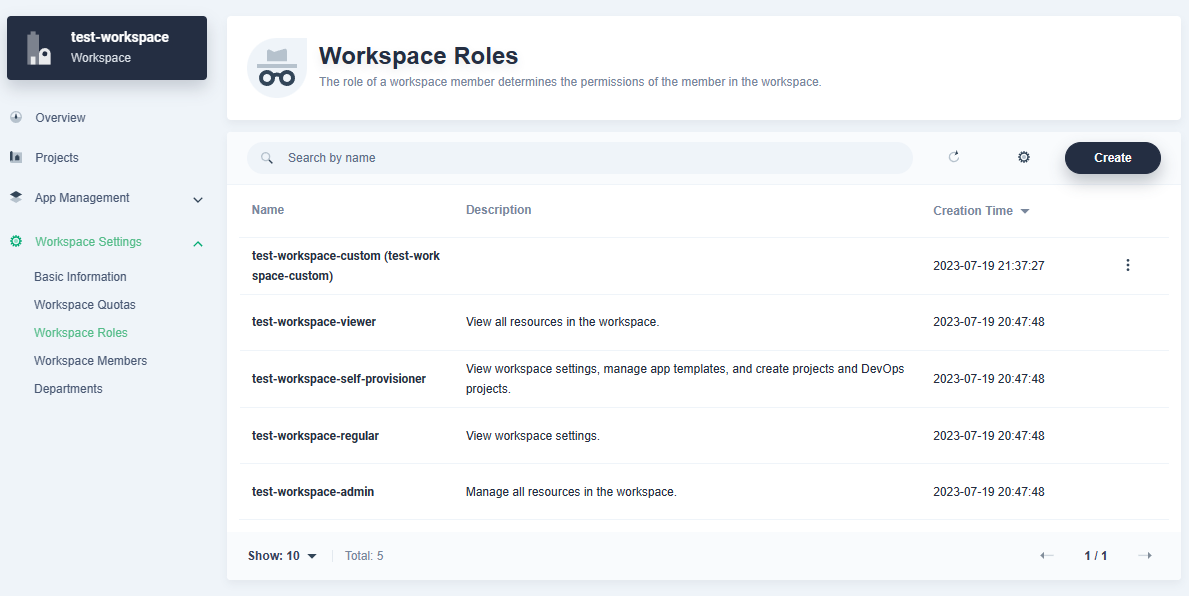 test-workspace
Workspace
Overview
Projects
App Management
Workspace Settings
Basic Information
Workspace Quotas
Workspace Roles
Workspace Members
Departments
Workspace Roles
The role of a workspace member determines the permissions of the member in the workspace.
Search by name
Create
Name Description Creation Time
test-workspace-custom (test-work
space-custom)
2023-07-19 21:37:27
test-workspace-viewer View all resources in the workspace. 2023-07-19 20:47:48
test-workspace-self-provisioner
View workspace settings, manage app templates, and create projects and DevOps
projects.
2023-07-19 20:47:48
test-workspace-regular View workspace settings. 2023-07-19 20:47:48
test-workspace-admin Manage all resources in the workspace. 2023-07-19 20:47:48
Show: 10 Total: 5 1 / 1